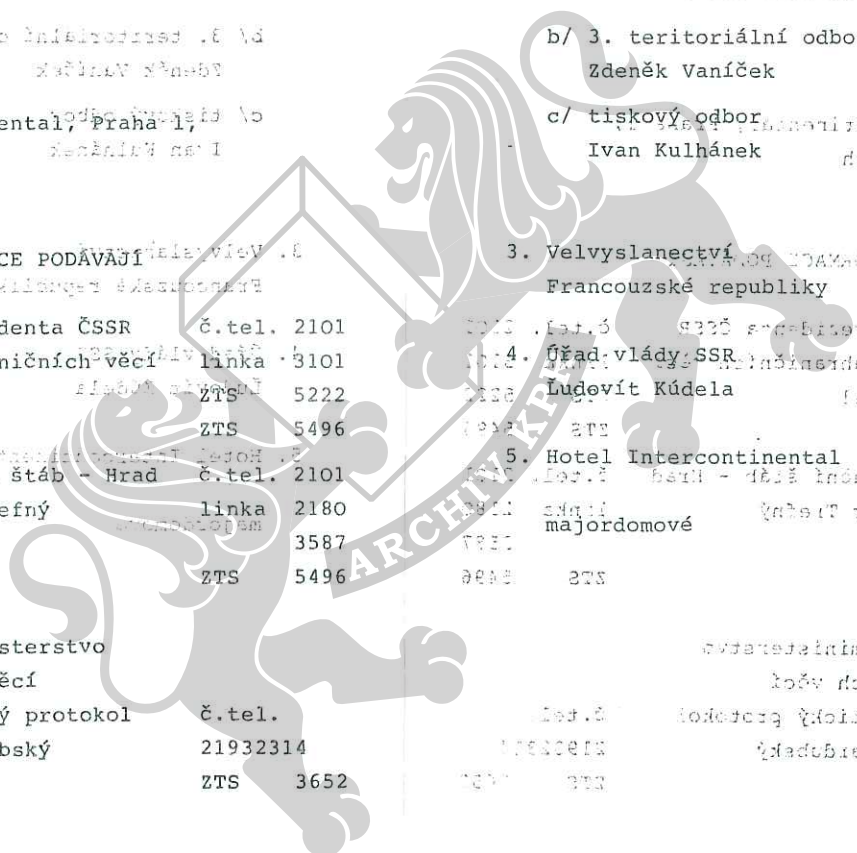 ental, Praha 1,
CE PODÁVAJÍ
denta ČSSR č.tel. 2101
ničních věcí - linka 3101
ZTS 5222
ZTS 5496
štáb - Hrad č.tel. 2101
efný linka 2180
3587
ZTS 5496
sterstvo
ěcí
ý protokol č.tel.
bský 21932314
ZTS 3652
b/ 3. teritoriální odbo
Zdeněk Vaníček
c/ tiskový odbor
Ivan Kulhánek
3. Velvyslanectví
Francouzské republiky
4. Úřad vlády SSR
Ľudovít Kúdela
5. Hotel Intercontinental
majordomové
ARCHIV KPR